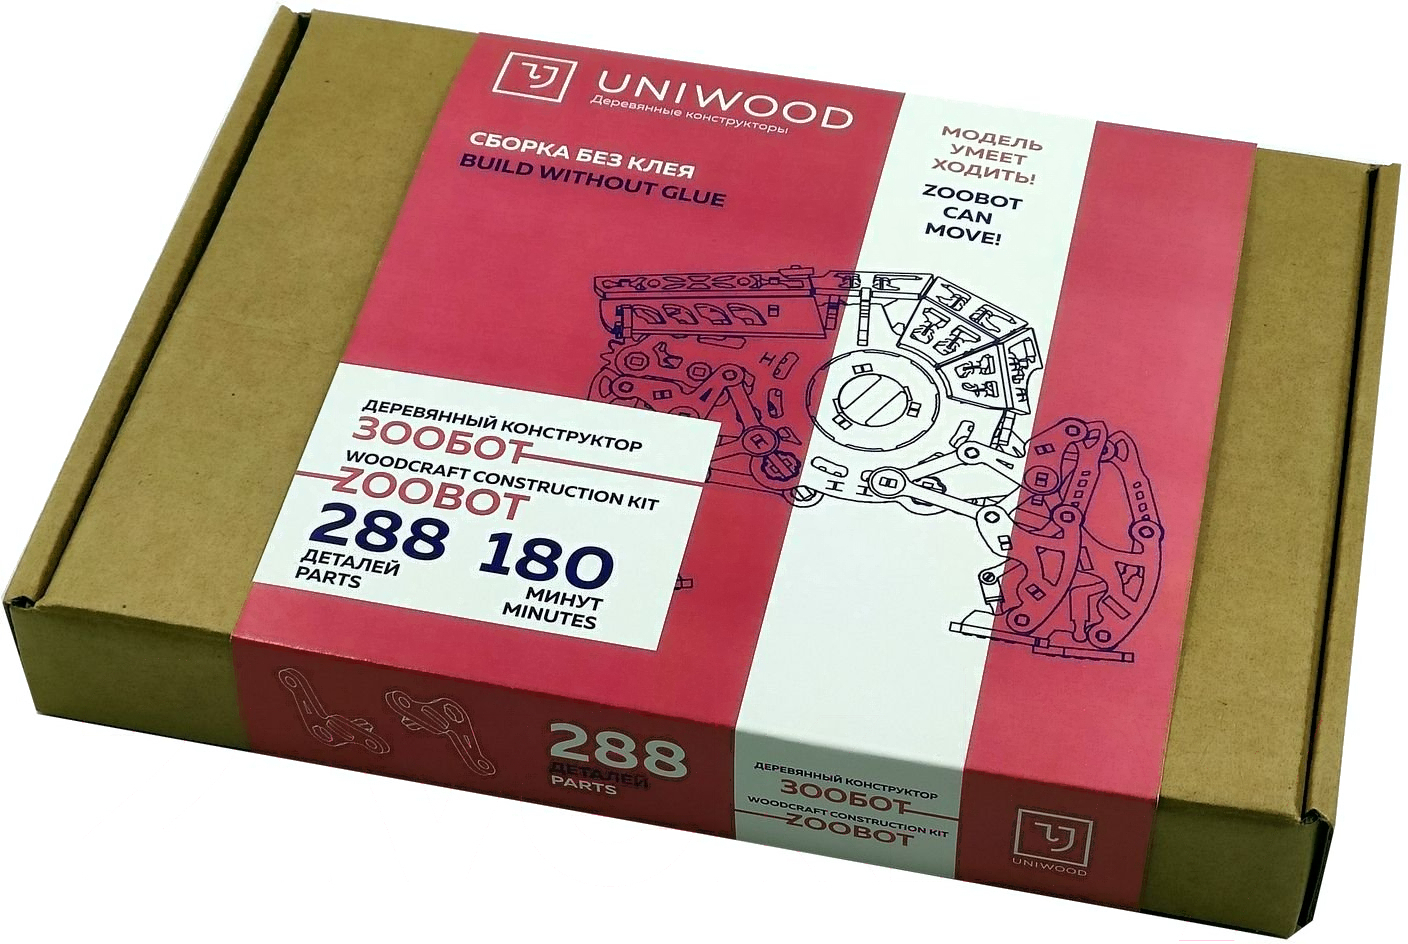 UNIWOOD
Деревянные конструкторы
СБОРКА БЕЗ КЛЕЯ
BUILD WITHOUT GLUE
МОДЕЛЬ
УМЕЕТ
ХОДИТЬ!
ZOOBOT
CAN
MOVE!
ДЕРЕВЯННЫЙ КОНСТРУКТОР
ЗООБОТ
WOODCRAFT CONSTRUCTION KIT
ZOOBOT
288
ДЕТАЛЕЙ
PARTS
180
МИНУТ
MINUTES
288
ДЕТАЛЕЙ
PARTS
ДЕРЕВЯННЫЙ КОНСТРУКТОР
ЗООБОТ
WOODCRAFT CONSTRUCTION KIT
ZOOBOT
UNIWOOD